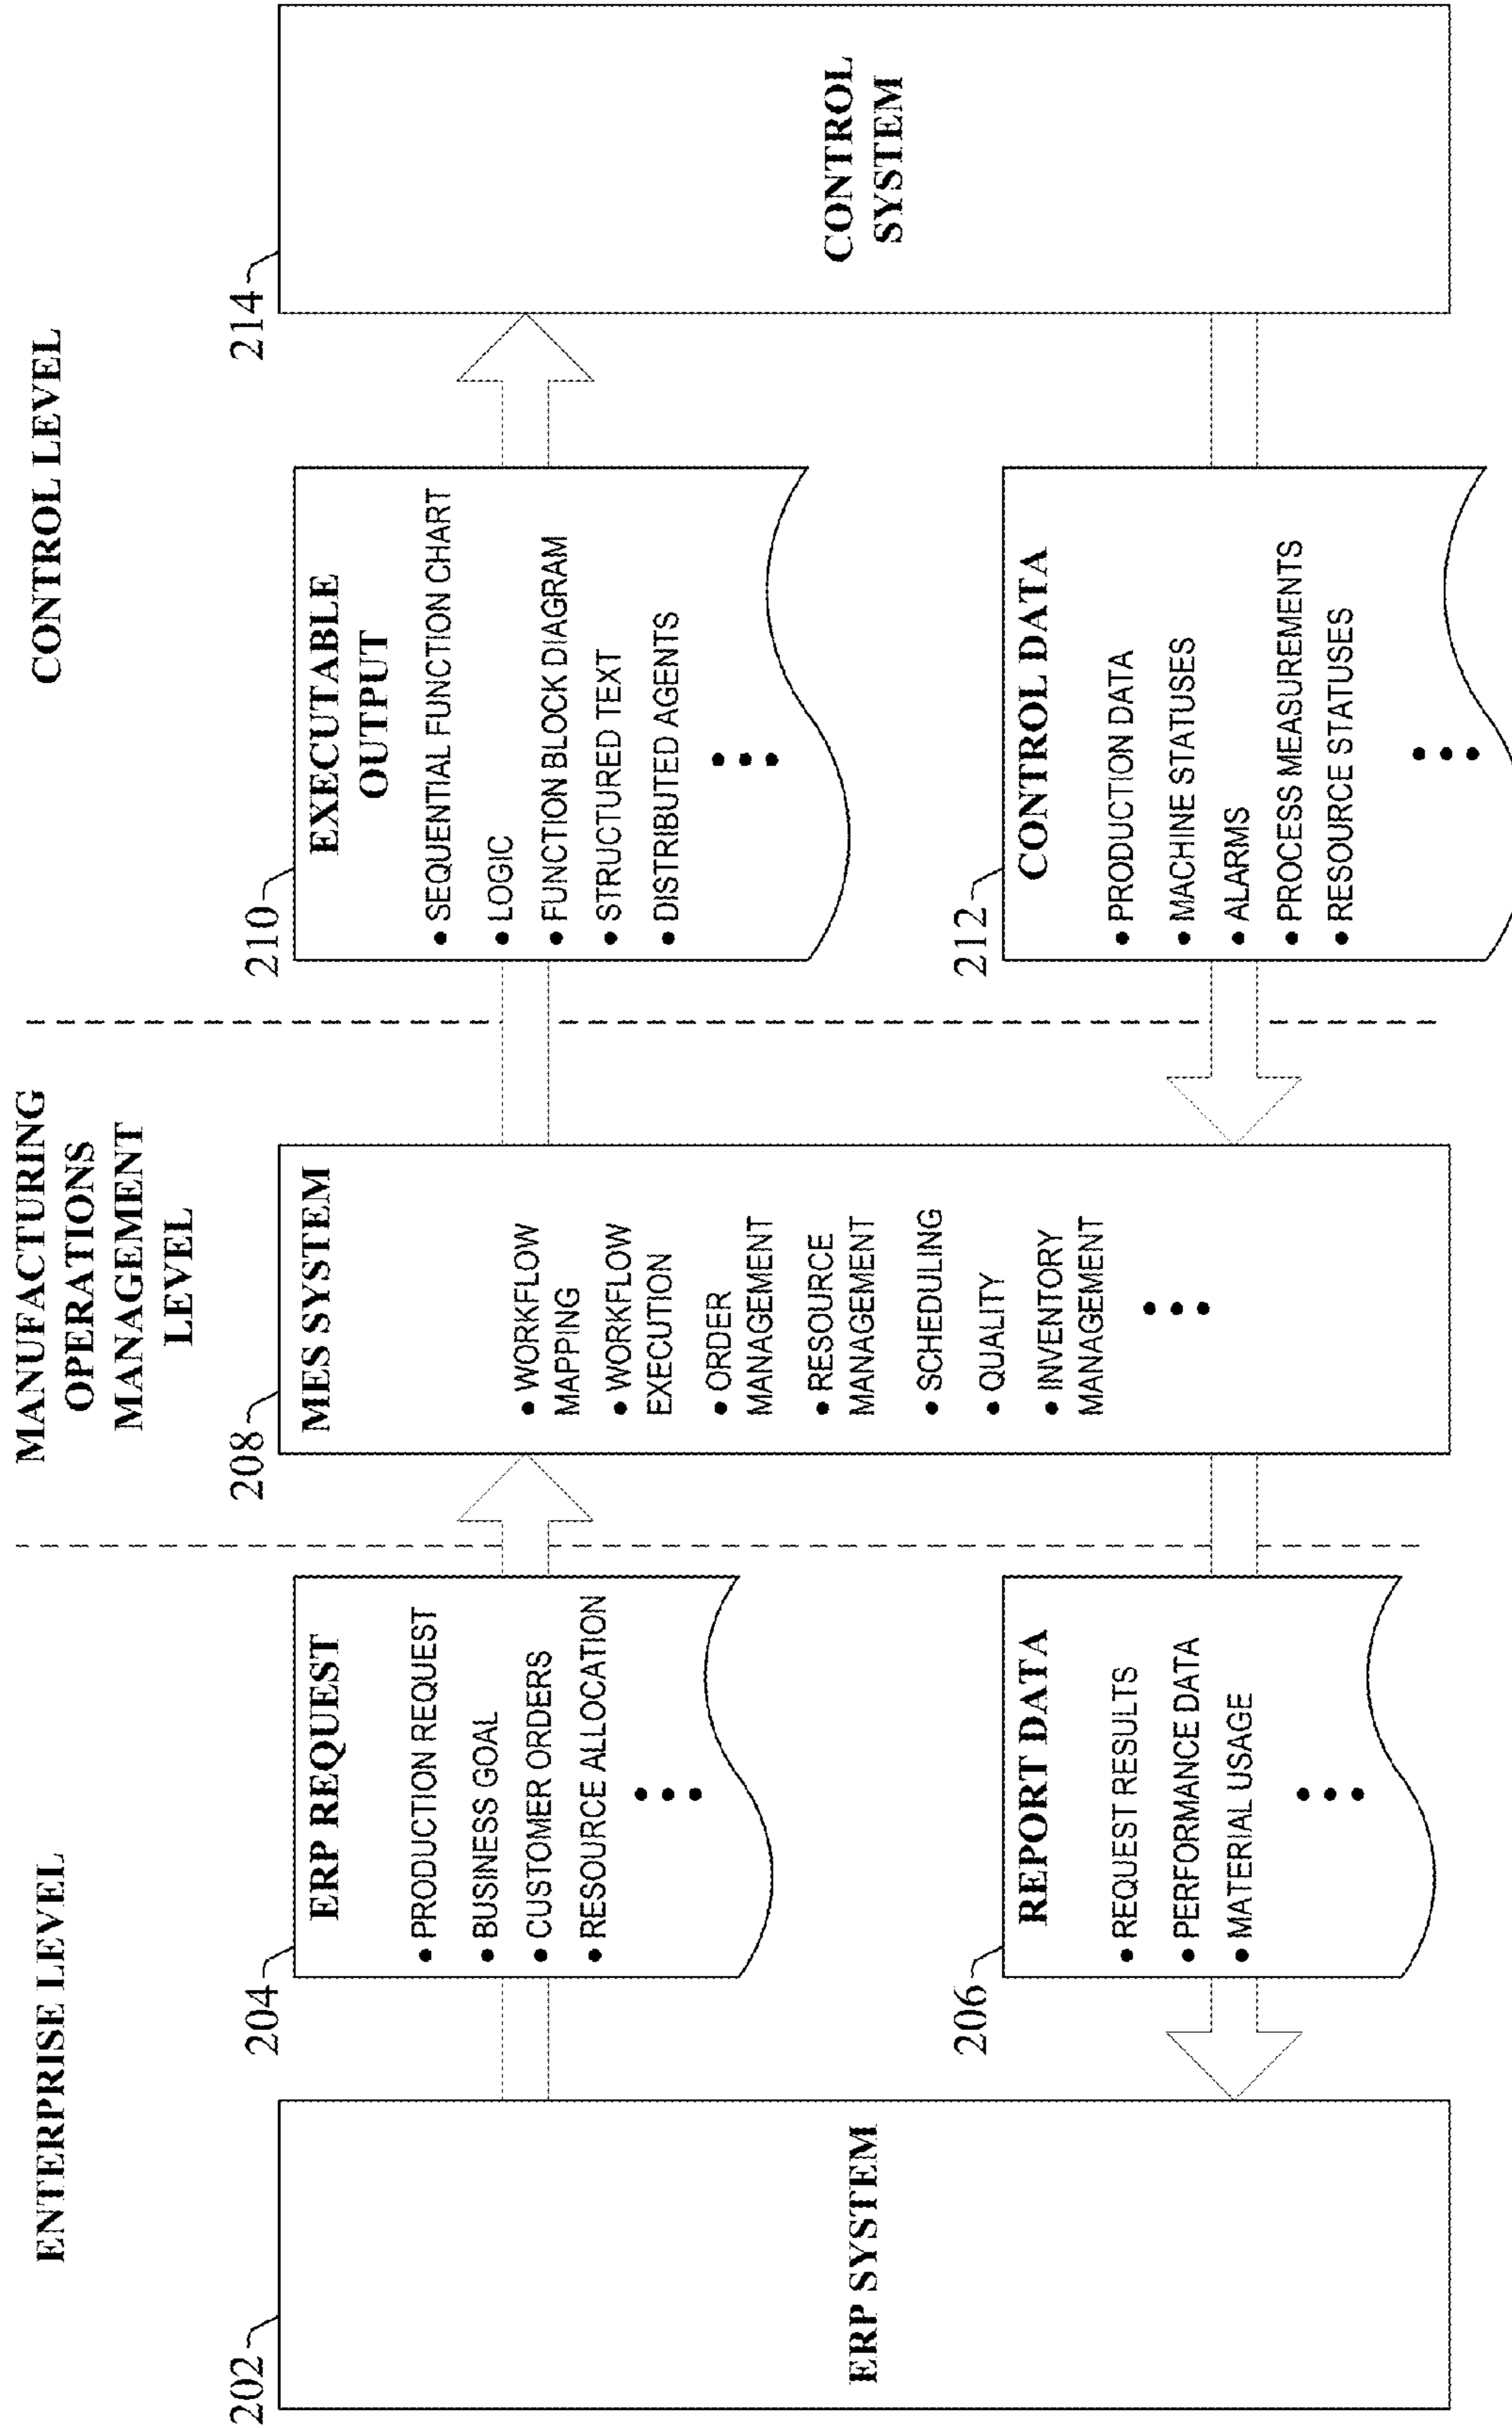 ENTERPRISE LEVEL
MANUFACTURING
OPERATIONS
MANAGEMENT
LEVEL
CONTROL LEVEL
202
ERP SYSTEM
204
ERP REQUEST
• PRODUCTION REQUEST
• BUSINESS GOAL
• CUSTOMER ORDERS
• RESOURCE ALLOCATION
206
REPORT DATA
• REQUEST RESULTS
• PERFORMANCE DATA
• MATERIAL USAGE
208
MES SYSTEM
• WORKFLOW
MAPPING
• WORKFLOW
EXECUTION
• ORDER
MANAGEMENT
• RESOURCE
MANAGEMENT
• SCHEDULING
• QUALITY
• INVENTORY
MANAGEMENT
210
EXECUTABLE
OUTPUT
• SEQUENTIAL FUNCTION CHART
• LOGIC
• FUNCTION BLOCK DIAGRAM
• STRUCTURED TEXT
• DISTRIBUTED AGENTS
212
CONTROL DATA
• PRODUCTION DATA
• MACHINE STATUSES
• ALARMS
• PROCESS MEASUREMENTS
• RESOURCE STATUSES
214
CONTROL
SYSTEM